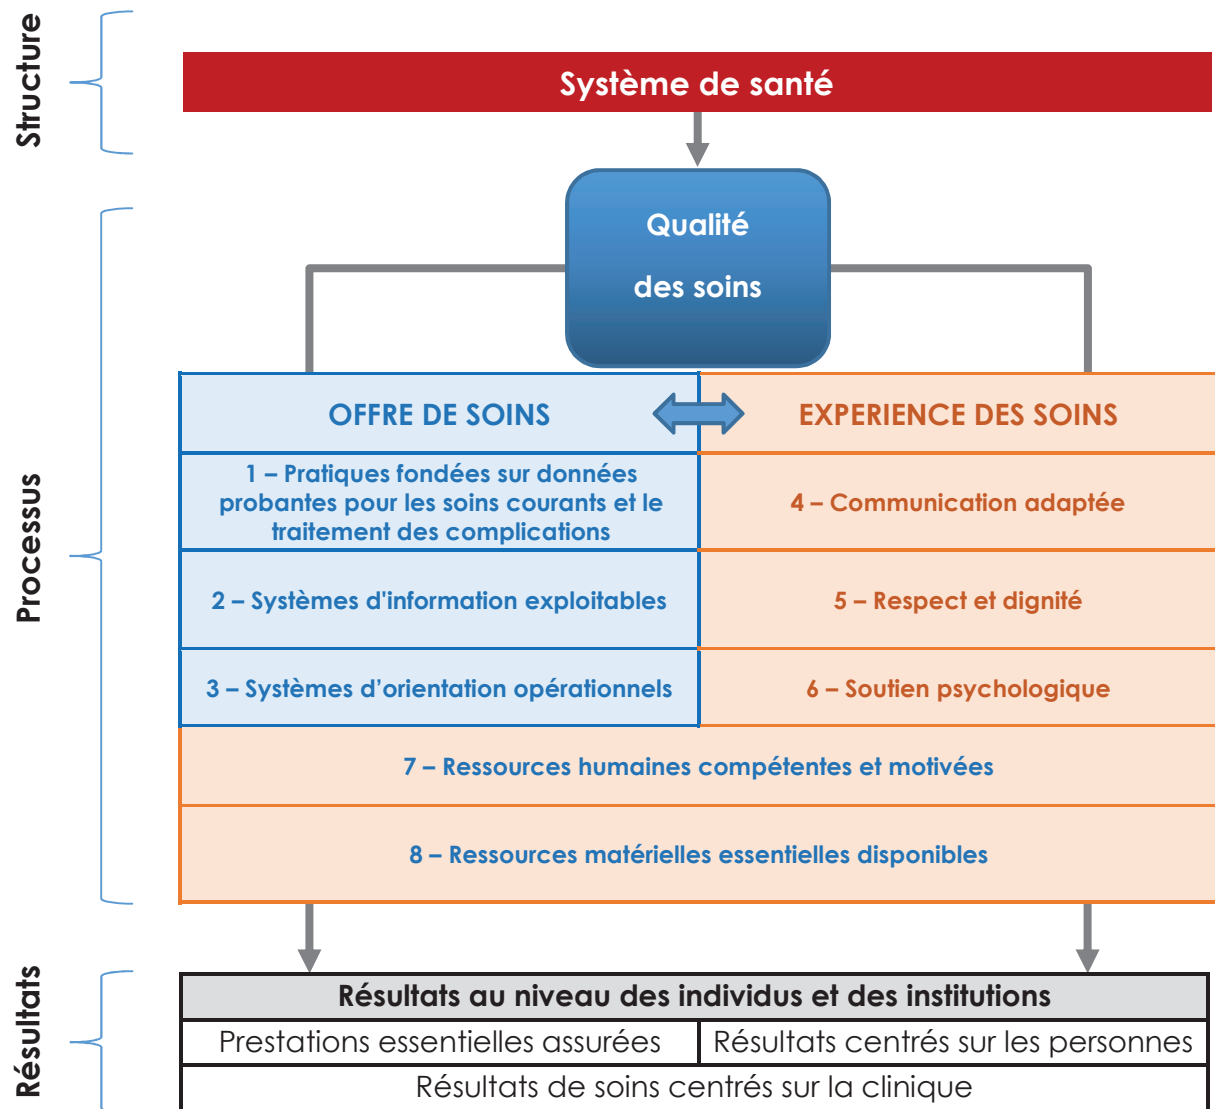 Structure
Système de santé
Qualité
des soins
Processus
OFFRE DE SOINS
EXPERIENCE DES SOINS
1 – Pratiques fondées sur données
probantes pour les soins courants et le
traitement des complications
4 – Communication adaptée
2 – Systèmes d'information exploitables
5 – Respect et dignité
3 – Systèmes d’orientation opérationnels
6 – Soutien psychologique
7 – Ressources humaines compétentes et motivées
8 – Ressources matérielles essentielles disponibles
Résultats
Résultats au niveau des individus et des institutions
Prestations essentielles assurées
Résultats centrés sur les personnes
Résultats de soins centrés sur la clinique